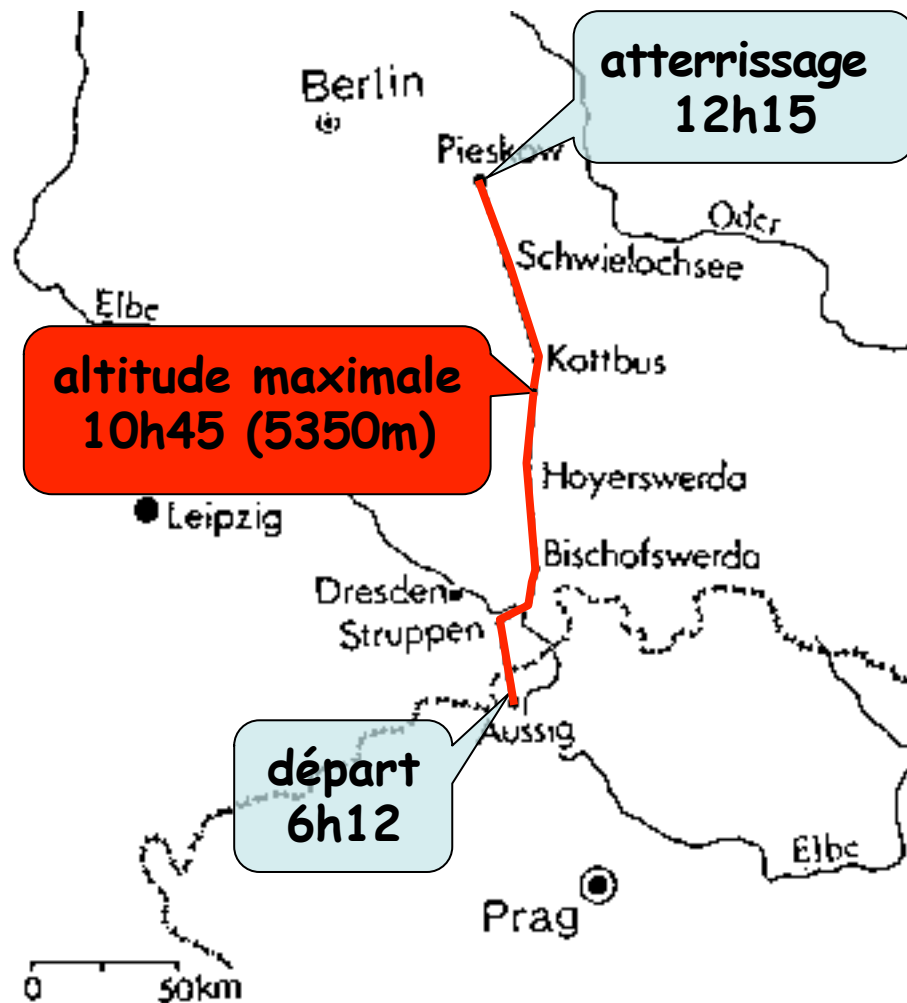 atterrissage
12h15
Berlin
Pieskow
Oder
Schwielochsee
Elbe
altitude maximale
10h45 (5350m)
Kottbus
Hoyerswerda
Leipzig
Bischofswerda
Dresden
Struppen
Aussig
départ
6h12
Elbe
Prag
0 50km